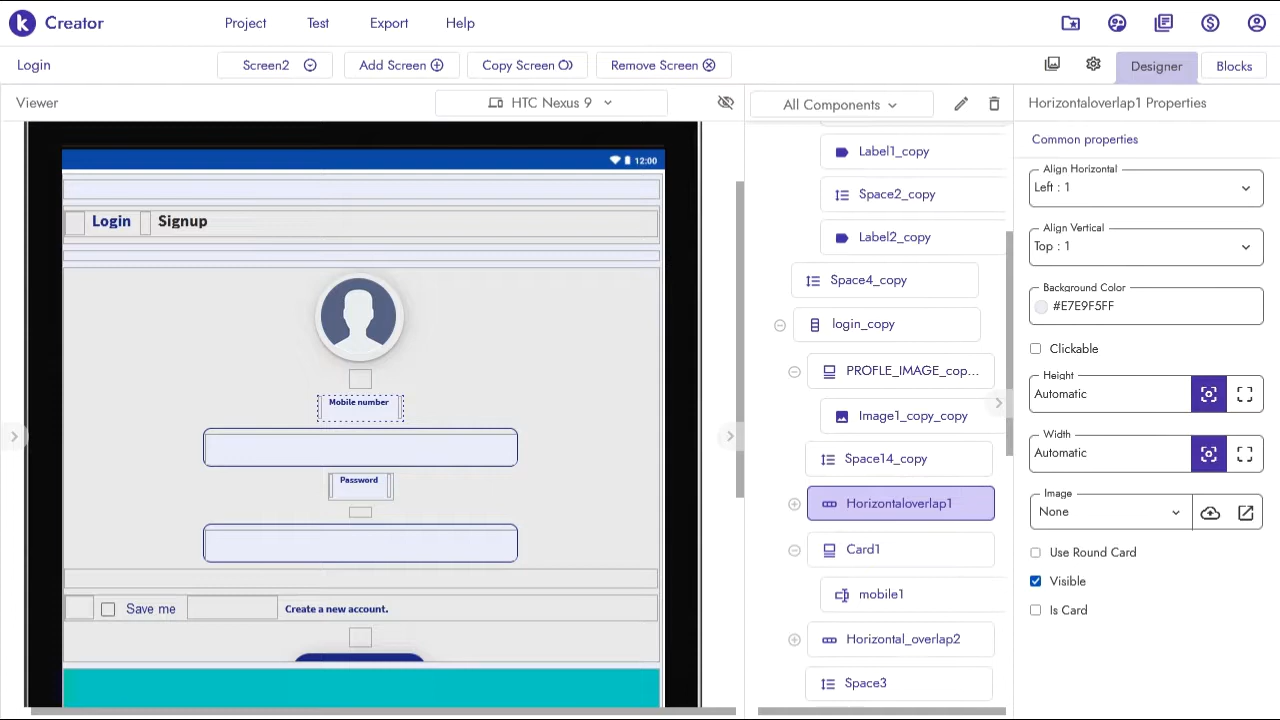 Creator
Project Test Export Help
Login Screen2 Add Screen Copy Screen Remove Screen Designer Blocks
Viewer HTC Nexus 9 All Components Horizontaloverlap1 Properties
12:00
Login Signup
Mobile number
Password
Save me Create a new account.
Label1_copy
Space2_copy
Label2_copy
Space4_copy
login_copy
PROFLE_IMAGE_cop...
Image1_copy_copy
Space14_copy
Horizontaloverlap1
Card1
mobile1
Horizontal_overlap2
Space3
Common properties
Align Horizontal
Left : 1
Align Vertical
Top : 1
Background Color
#E7E9F5FF
Clickable
Height
Automatic
Width
Automatic
Image
None
Use Round Card
Visible
Is Card